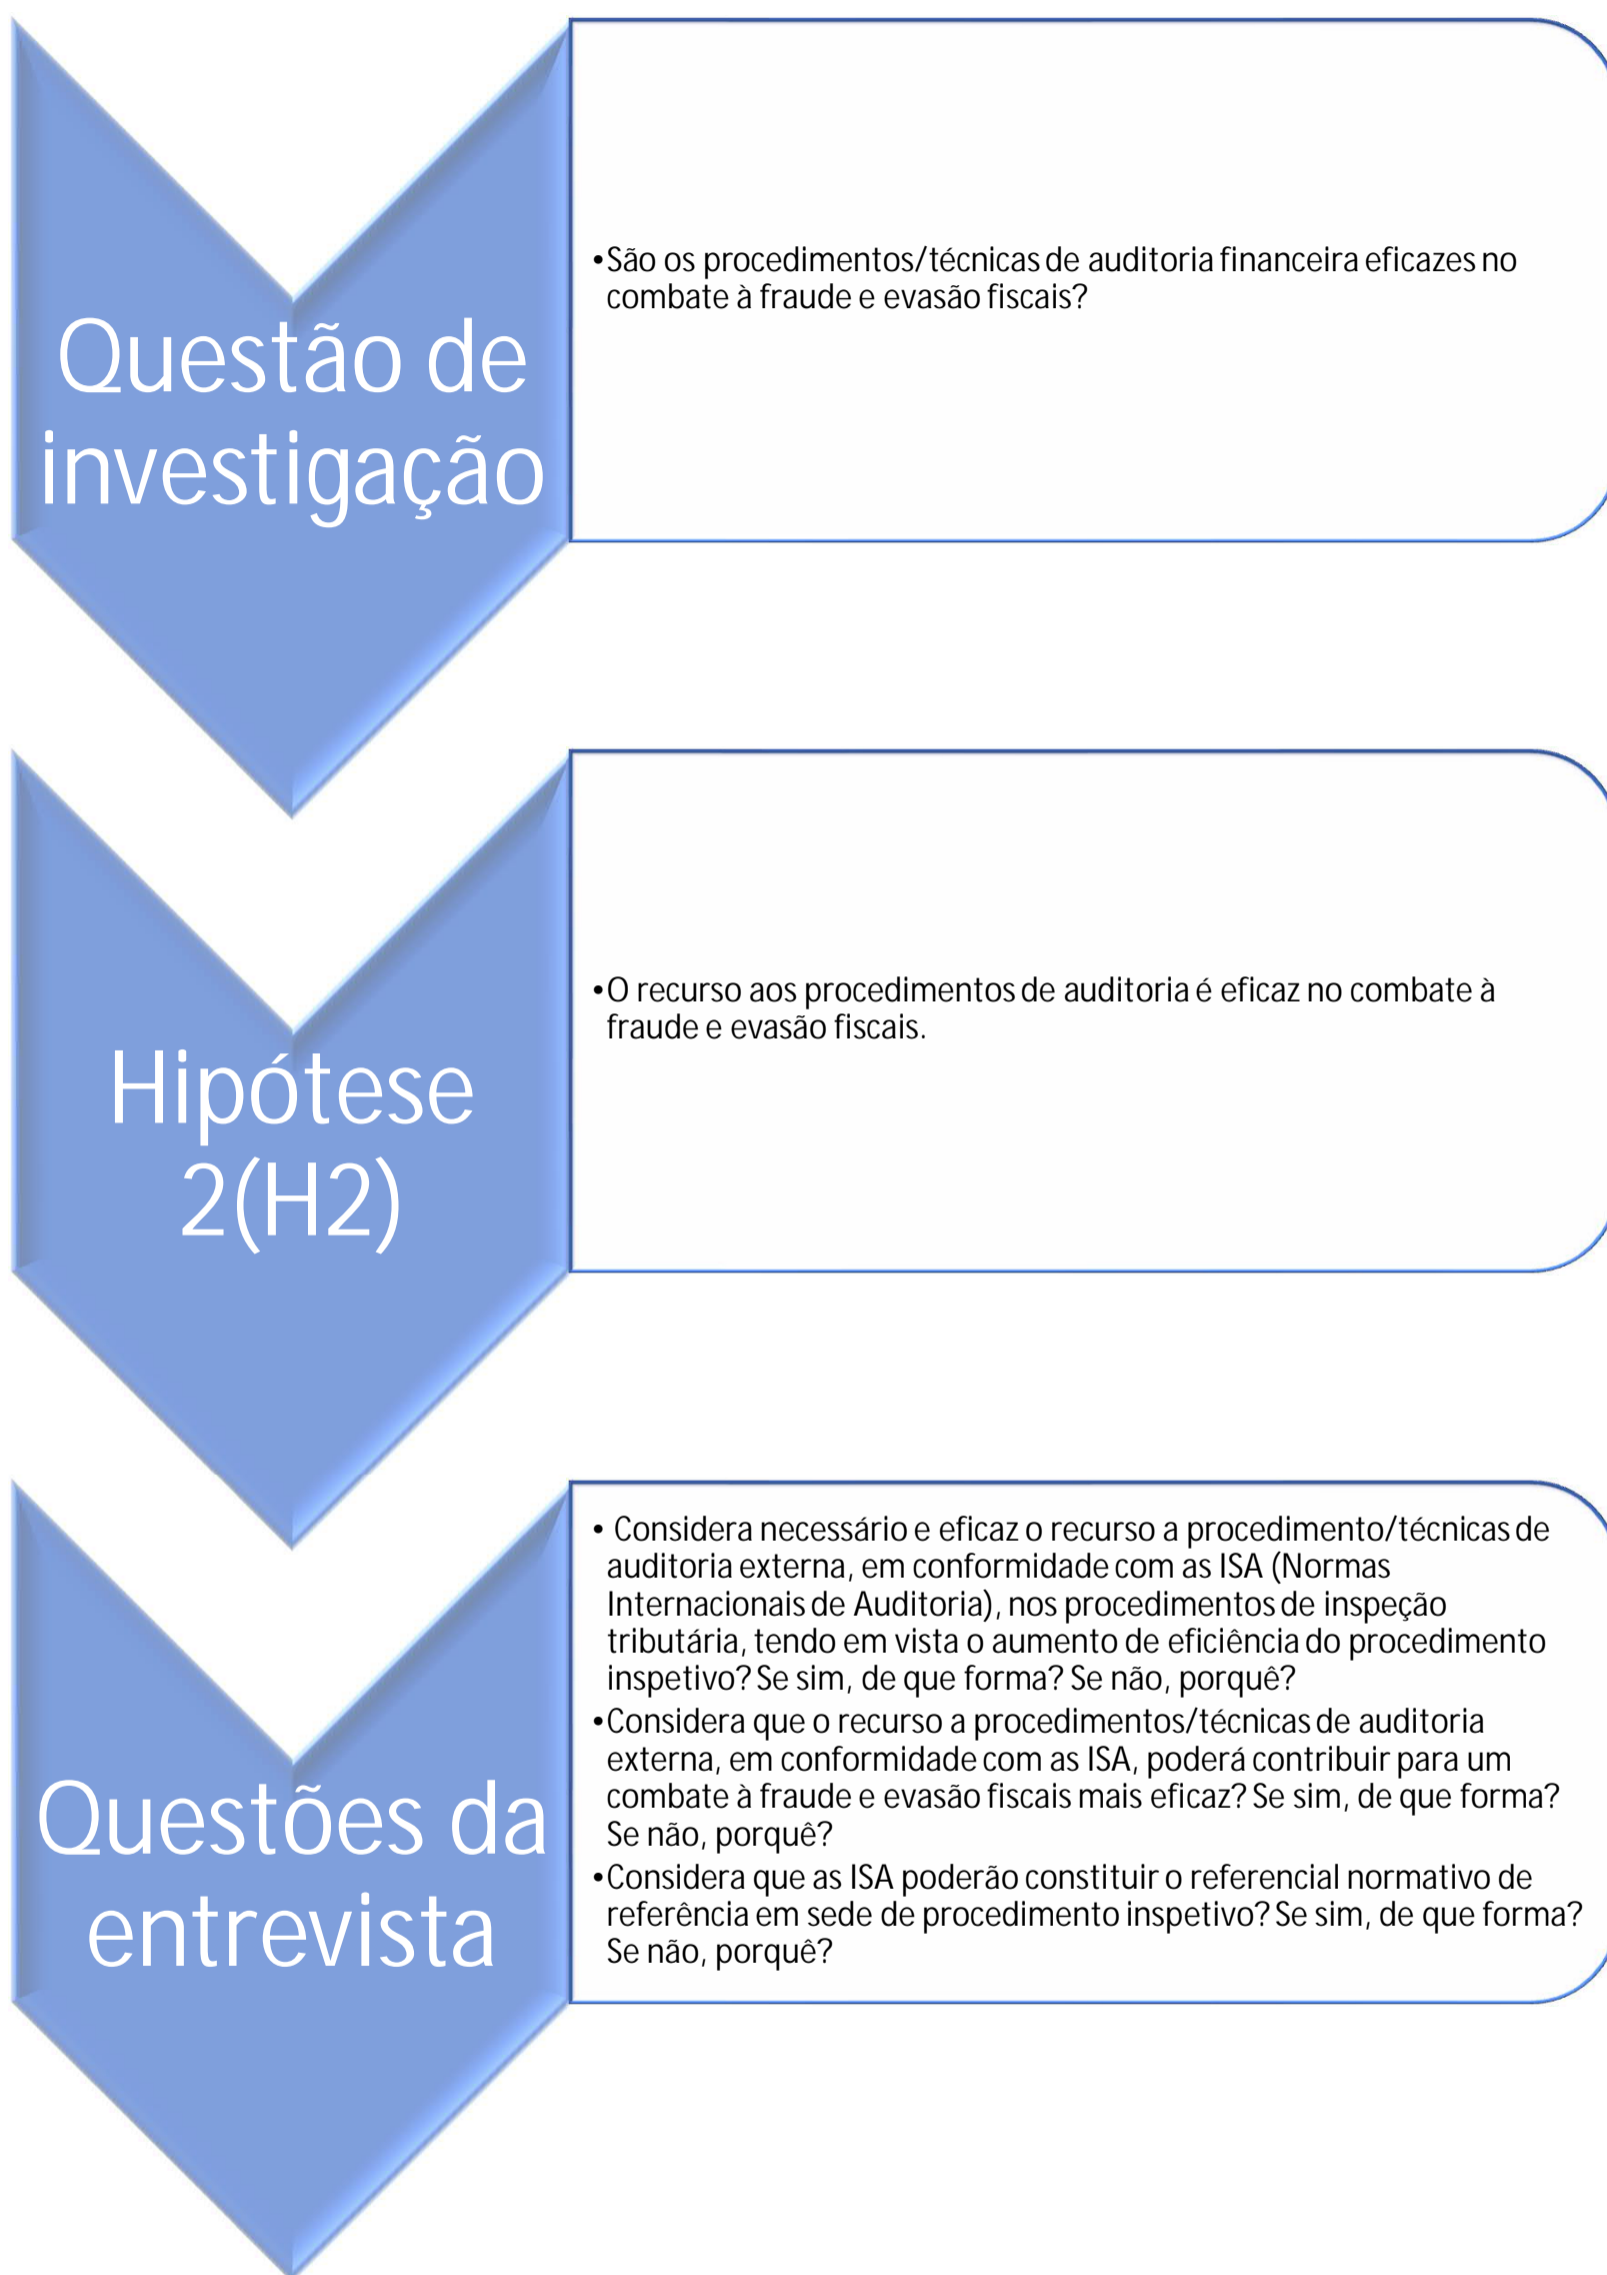 Questão de
investigação
•São os procedimentos/técnicas de auditoria financeira eficazes no
combate à fraude e evasão fiscais?
Hipótese
2(H2)
•O recurso aos procedimentos de auditoria é eficaz no combate à
fraude e evasão fiscais.
Questões da
entrevista
• Considera necessário e eficaz o recurso a procedimento/técnicas de
auditoria externa, em conformidade com as ISA (Normas
Internacionais de Auditoria), nos procedimentos de inspeção
tributária, tendo em vista o aumento de eficiência do procedimento
inspetivo? Se sim, de que forma? Se não, porquê?
•Considera que o recurso a procedimentos/técnicas de auditoria
externa, em conformidade com as ISA, poderá contribuir para um
combate à fraude e evasão fiscais mais eficaz? Se sim, de que forma?
Se não, porquê?
•Considera que as ISA poderão constituir o referencial normativo de
referência em sede de procedimento inspetivo? Se sim, de que forma?
Se não, porquê?